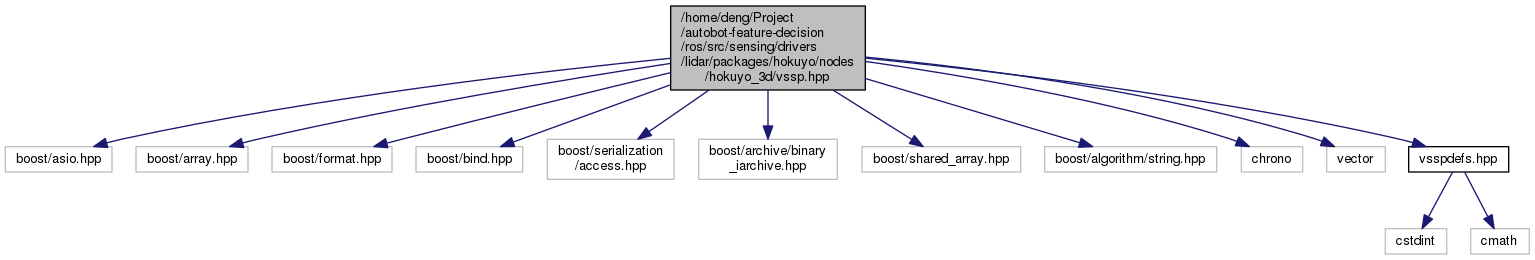 /home/deng/Project
/autobot-feature-decision
/ros/src/sensing/drivers
/lidar/packages/hokuyo/nodes
/hokuyo_3d/vssp.hpp
boost/asio.hpp
boost/array.hpp
boost/format.hpp
boost/bind.hpp
boost/serialization
/access.hpp
boost/archive/binary
_iarchive.hpp
boost/shared_array.hpp
boost/algorithm/string.hpp
chrono
vector
vsspdefs.hpp
cstdint
cmath